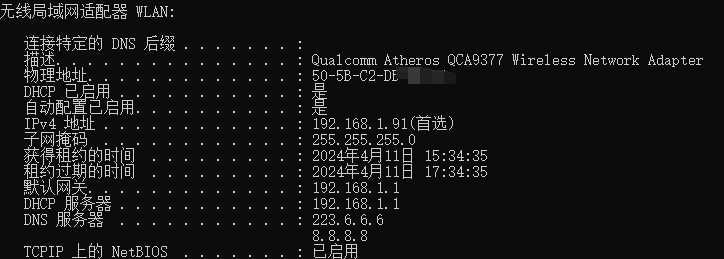 无线局域网适配器 WLAN:
连接特定的 DNS 后缀 . . . . . . . :
描述. . . . . . . . . . . . . . . : Qualcomm Atheros QCA9377 Wireless Network Adapter
物理地址. . . . . . . . . . . . . : 50-5B-C2-DE
DHCP 已启用 . . . . . . . . . . . : 是
自动配置已启用. . . . . . . . . . : 是
IPv4 地址 . . . . . . . . . . . . : 192.168.1.91(首选)
子网掩码 . . . . . . . . . . . . : 255.255.255.0
获得租约的时间 . . . . . . . . . : 2024年4月11日 15:34:35
租约过期的时间 . . . . . . . . . : 2024年4月11日 17:34:35
默认网关. . . . . . . . . . . . . : 192.168.1.1
DHCP 服务器 . . . . . . . . . . . : 192.168.1.1
DNS 服务器 . . . . . . . . . . . : 223.6.6.6
8.8.8.8
TCPIP 上的 NetBIOS . . . . . . . : 已启用